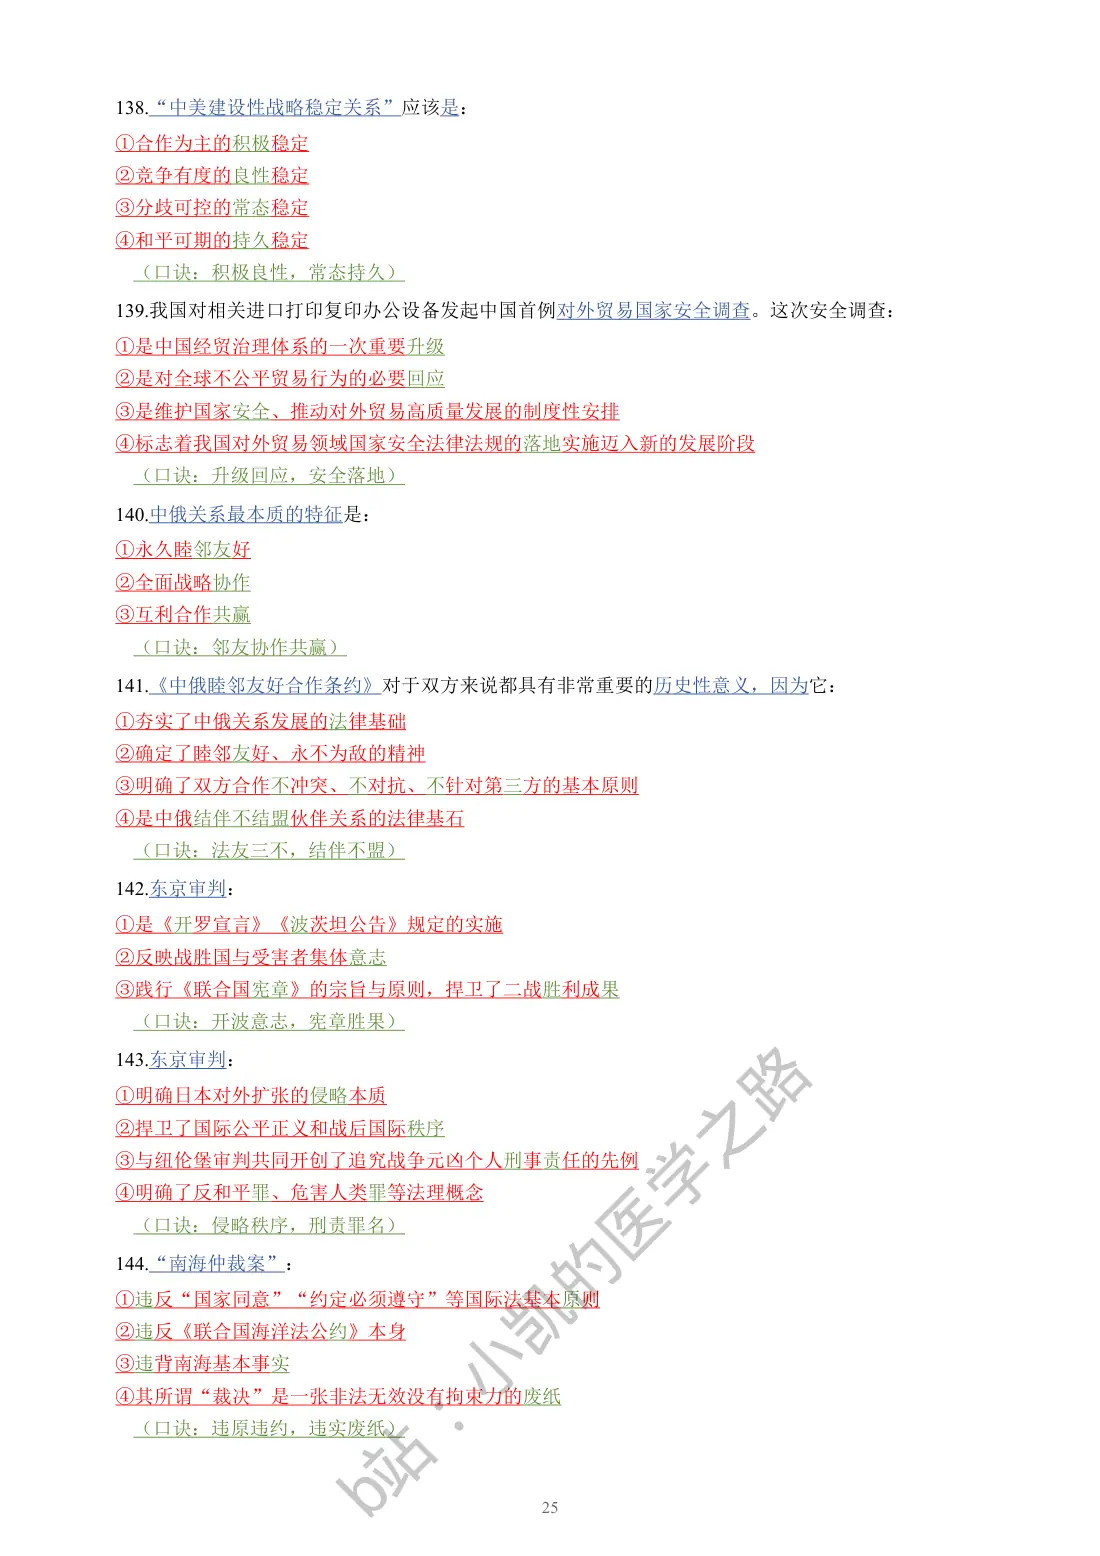 138.“中美建设性战略稳定关系”应该是：
①合作为主的积极稳定
②竞争有度的良性稳定
③分歧可控的常态稳定
④和平可期的持久稳定
（口诀：积极良性，常态持久）
139.我国对相关进口打印复印办公设备发起中国首例对外贸易国家安全调查。这次安全调查：
①是中国经贸治理体系的一次重要升级
②是对全球不公平贸易行为的必要回应
③是维护国家安全、推动对外贸易高质量发展的制度性安排
④标志着我国对外贸易领域国家安全法律法规的落地实施迈入新的发展阶段
（口诀：升级回应，安全落地）
140.中俄关系最本质的特征是：
①永久睦邻友好
②全面战略协作
③互利合作共赢
（口诀：邻友协作共赢）
141.《中俄睦邻友好合作条约》对于双方来说都具有非常重要的历史性意义，因为它：
①夯实了中俄关系发展的法律基础
②确定了睦邻友好、永不为敌的精神
③明确了双方合作不冲突、不对抗、不针对第三方的基本原则
④是中俄结伴不结盟伙伴关系的法律基石
（口诀：法友三不，结伴不盟）
142.东京审判：
①是《开罗宣言》《波茨坦公告》规定的实施
②反映战胜国与受害者集体意志
③践行《联合国宪章》的宗旨与原则，捍卫了二战胜利成果
（口诀：开波意志，宪章胜果）
143.东京审判：
①明确日本对外扩张的侵略本质
②捍卫了国际公平正义和战后国际秩序
③与纽伦堡审判共同开创了追究战争元凶个人刑事责任的先例
④明确了反和平罪、危害人类罪等法理概念
（口诀：侵略秩序，刑责罪名）
144.“南海仲裁案”：
①违反“国家同意”“约定必须遵守”等国际法基本原则
②违反《联合国海洋法公约》本身
③违背南海基本事实
④其所谓“裁决”是一张非法无效没有拘束力的废纸
（口诀：违原违约，违实废纸）
b站：小凯的医学之路
25